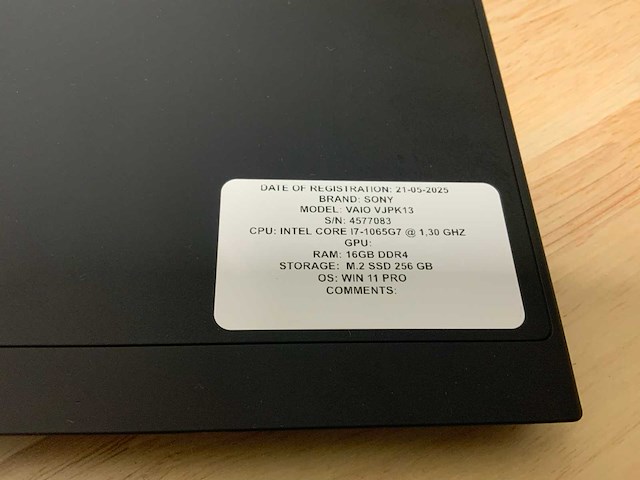 DATE OF REGISTRATION: 21-05-2025
BRAND: SONY
MODEL: VAIO VJPK13
S/N: 4577083
CPU: INTEL CORE I7-1065G7 @ 1,30 GHZ
GPU:
RAM: 16GB DDR4
STORAGE: M.2 SSD 256 GB
OS: WIN 11 PRO
COMMENTS: